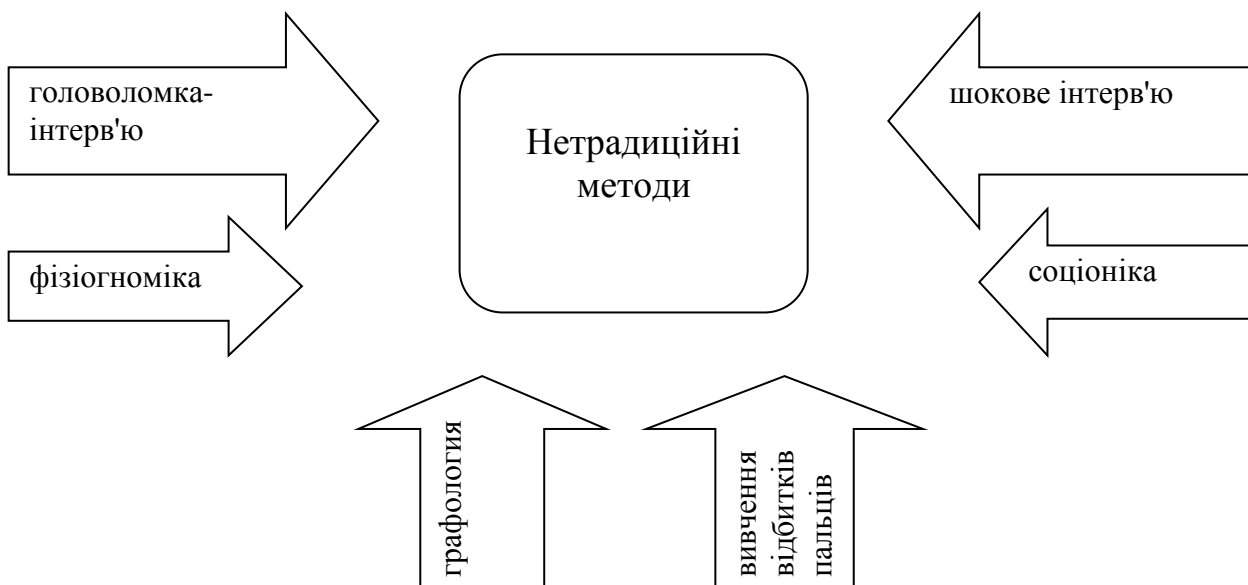 головоломка-
інтерв'ю
Нетрадиційні
методи
шокове інтерв'ю
фізіогноміка
соціоніка
графология
вивчення
відбитків
пальців